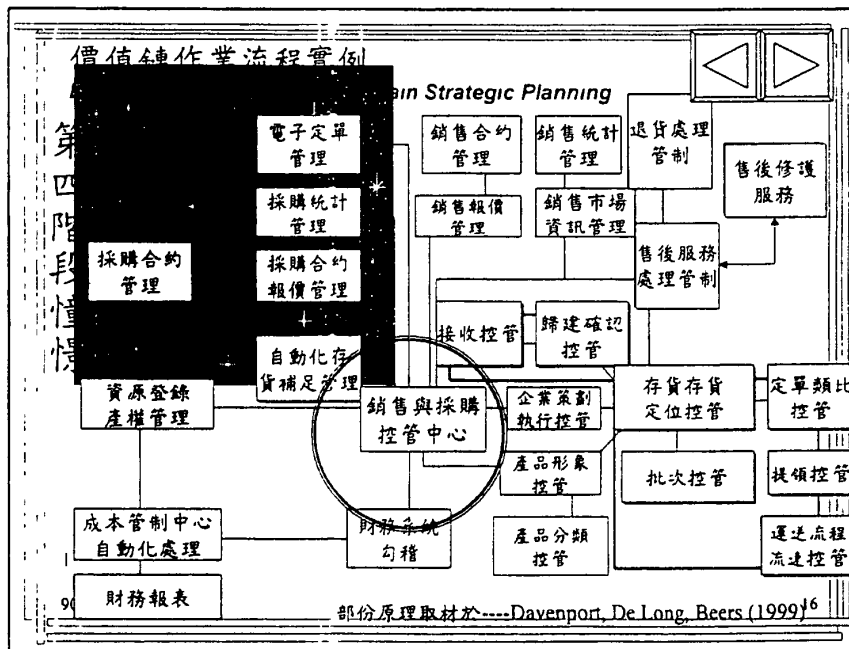 價值鏈作業流程實例
ain Strategic Planning
第
四
階
段
憧
憬
電子定單
管理
銷售合約
管理
銷售統計
管理
退貨處理
管制
售後修護
服務
採購統計
管理
銷售報價
管理
銷售市場
資訊管理
採購合約
管理
採購合約
報價管理
售後服務
處理管制
接收控管
歸建確認
控管
自動化存
貨補足管理
資源登錄
產權管理
銷售與採購
控管中心
企業策劃
執行控管
存貨存貨
定位控管
定單類比
控管
產品形象
控管
批次控管
提領控管
成本管制中心
自動化處理
財務系統
勾稽
產品分類
控管
運送流程
流速控管
財務報表
部份原理取材於----Davenport, De Long, Beers (1999)
16